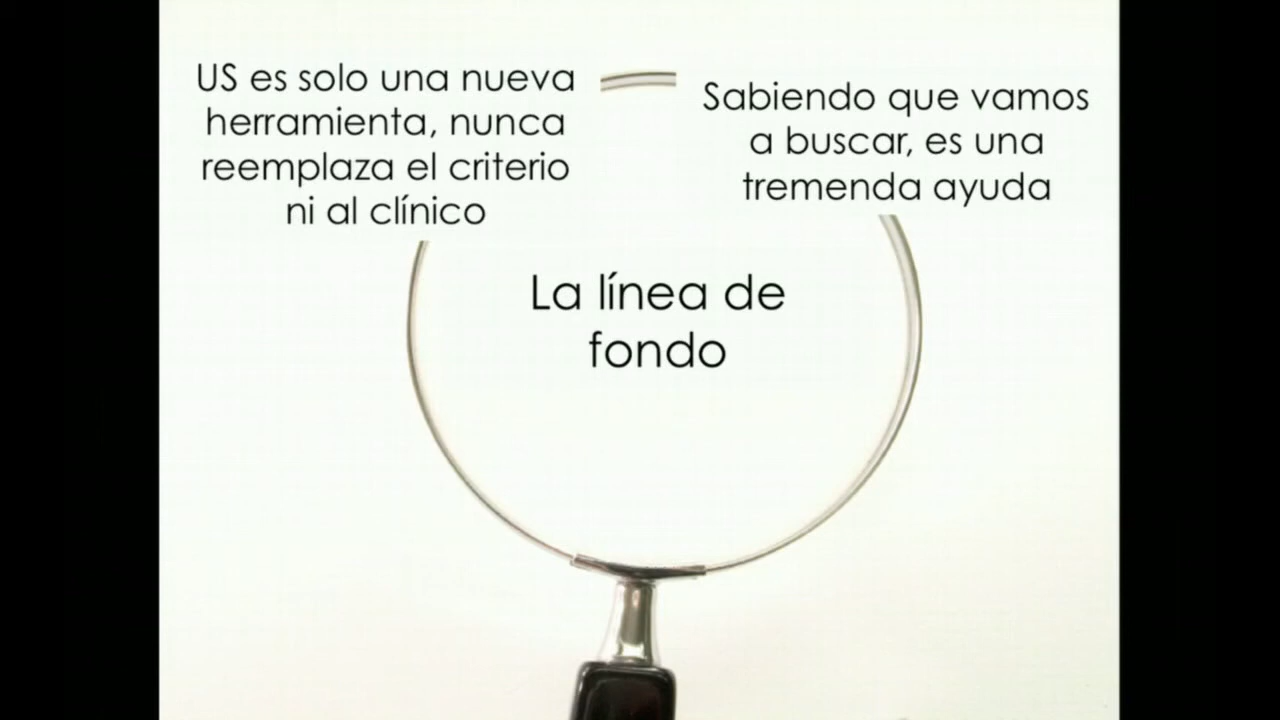 US es solo una nueva
herramienta, nunca
reemplaza el criterio
ni al clínico
Sabiendo que vamos
a buscar, es una
tremenda ayuda
La línea de
fondo